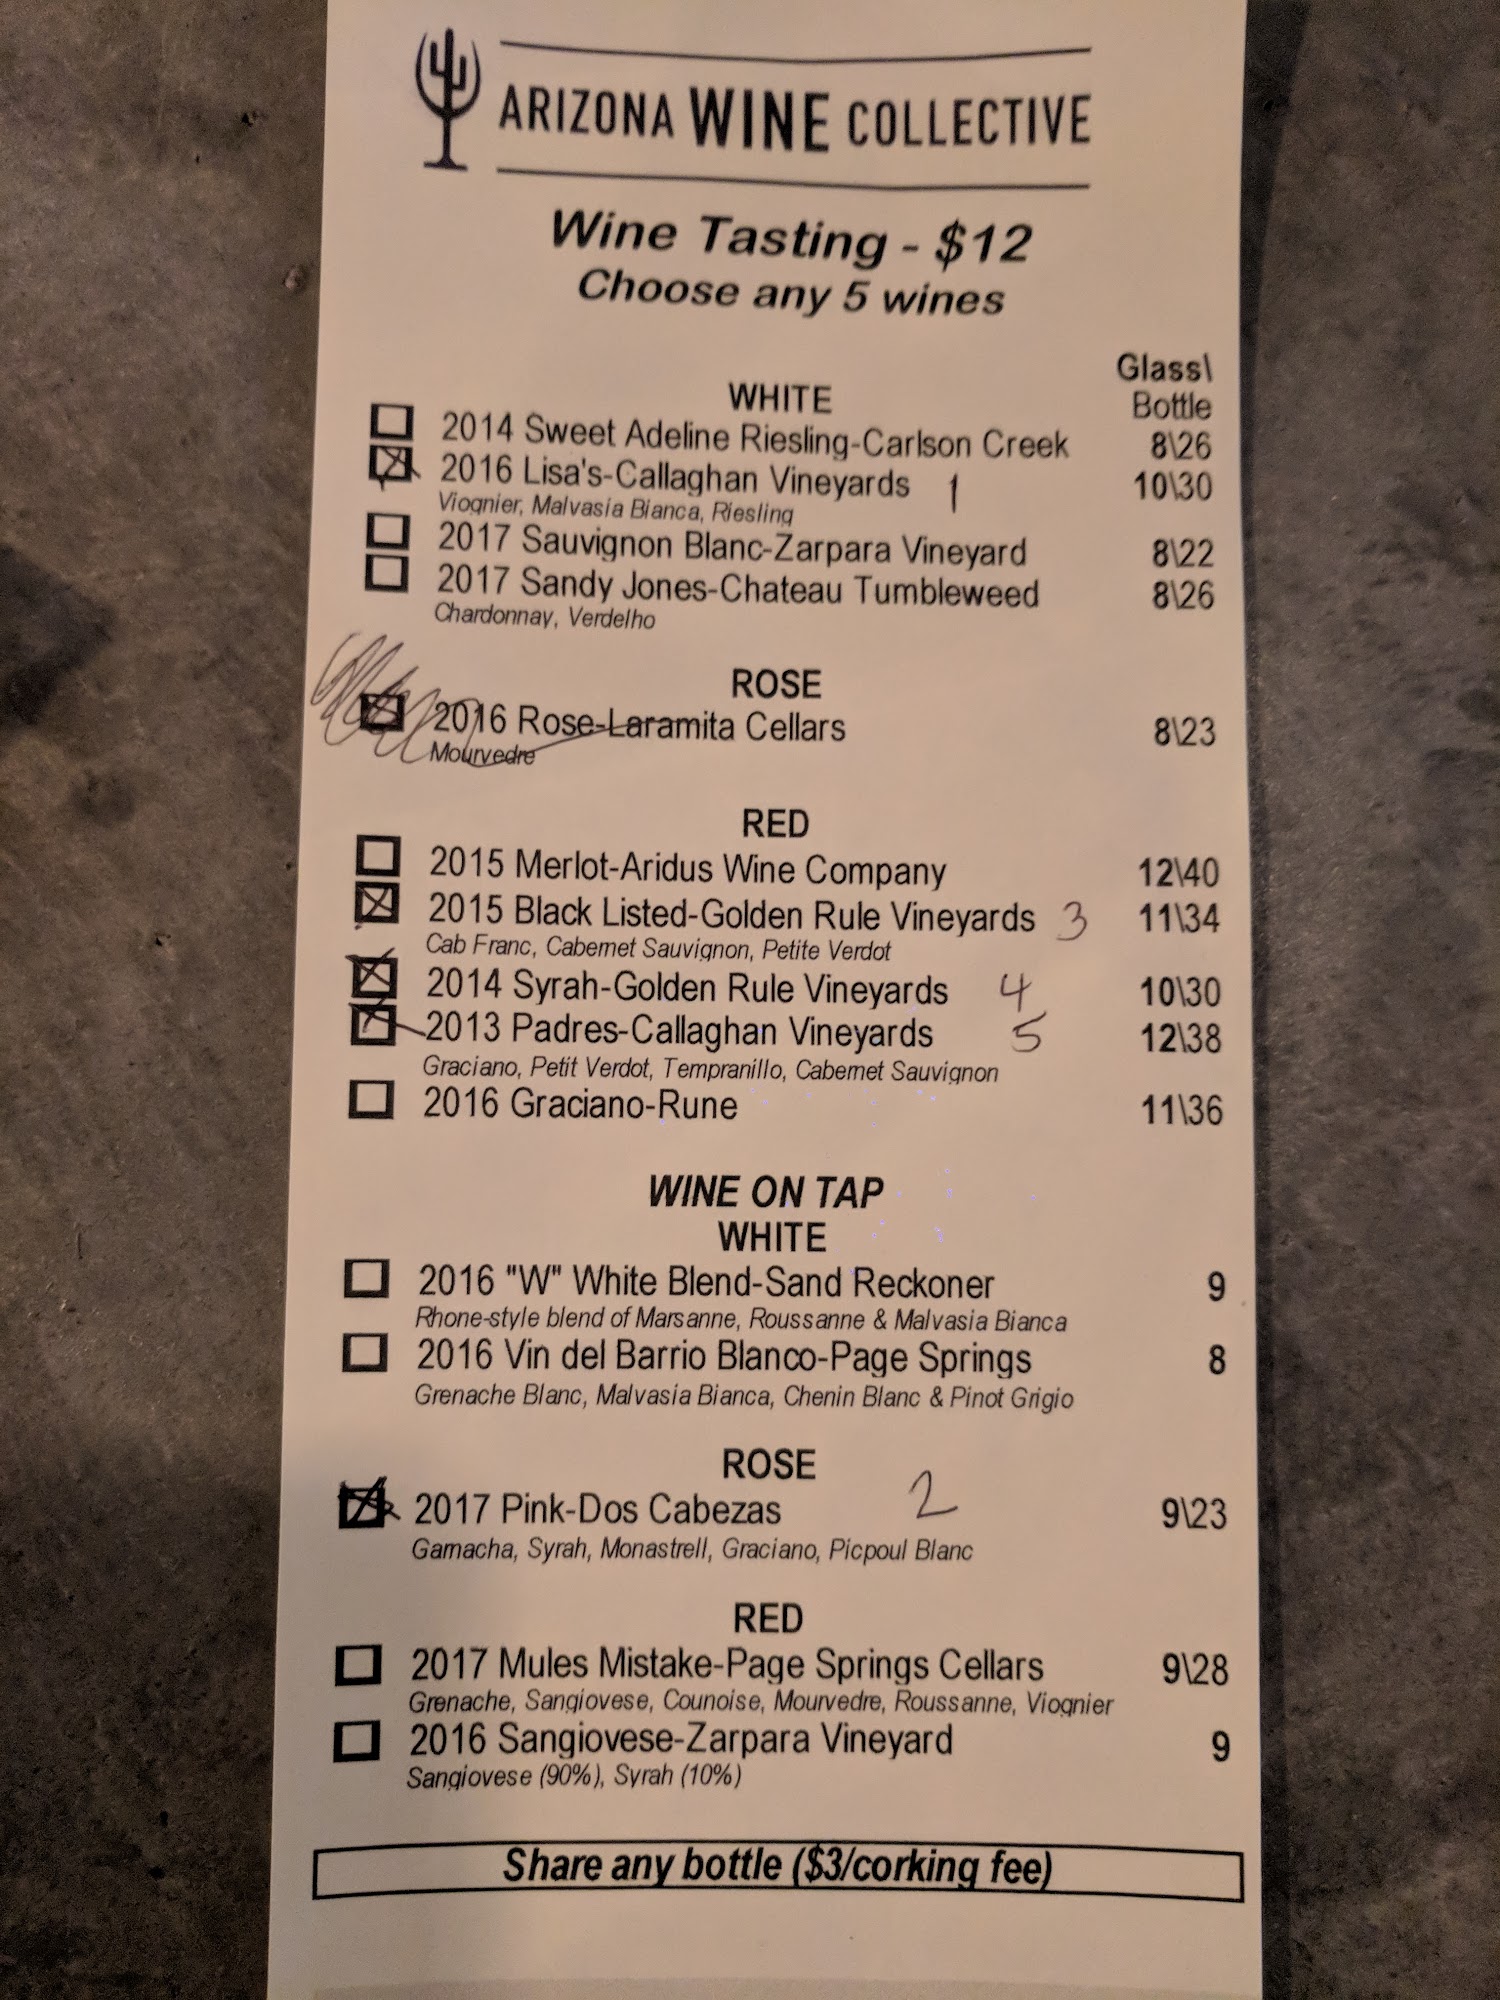 ARIZONA WINE COLLECTIVE
Wine Tasting - $12
Choose any 5 wines
Glass\
WHITE Bottle
2014 Sweet Adeline Riesling-Carlson Creek 8\26
2016 Lisa's-Callaghan Vineyards 1 10\30
Viognier, Malvasia Bianca, Riesling
2017 Sauvignon Blanc-Zarpara Vineyard 8\22
2017 Sandy Jones-Chateau Tumbleweed 8\26
Chardonnay, Verdelho
ROSE
2016 Rose-Laramita Cellars 8\23
Mourvedre
RED
2015 Merlot-Aridus Wine Company 12\40
2015 Black Listed-Golden Rule Vineyards 3 11\34
Cab Franc, Cabernet Sauvignon, Petite Verdot
2014 Syrah-Golden Rule Vineyards 4 10\30
2013 Padres-Callaghan Vineyards 5 12\38
Graciano, Petit Verdot, Tempranillo, Cabernet Sauvignon
2016 Graciano-Rune 11\36
WINE ON TAP
WHITE
2016 "W" White Blend-Sand Reckoner 9
Rhone-style blend of Marsanne, Roussanne & Malvasia Bianca
2016 Vin del Barrio Blanco-Page Springs 8
Grenache Blanc, Malvasia Bianca, Chenin Blanc & Pinot Grigio
ROSE
2017 Pink-Dos Cabezas 2 9\23
Garnacha, Syrah, Monastrell, Graciano, Picpoul Blanc
RED
2017 Mules Mistake-Page Springs Cellars 9\28
Grenache, Sangiovese, Counoise, Mourvedre, Roussanne, Viognier
2016 Sangiovese-Zarpara Vineyard 9
Sangiovese (90%), Syrah (10%)
Share any bottle ($3/corking fee)